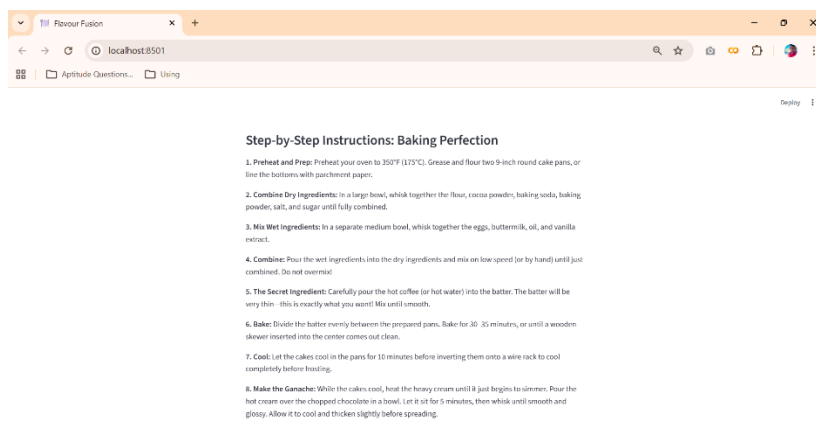 Flavour Fusion
localhost:8501
Aptitude Questions... Using
Deploy
Step-by-Step Instructions: Baking Perfection
1. Preheat and Prep: Preheat your oven to 350°F (175°C). Grease and flour two 9-inch round cake pans, or
line the bottoms with parchment paper.
2. Combine Dry Ingredients: In a large bowl, whisk together the flour, cocoa powder, baking soda, baking
powder, salt, and sugar until fully combined.
3. Mix Wet Ingredients: In a separate medium bowl, whisk together the eggs, buttermilk, oil, and vanilla
extract.
4. Combine: Pour the wet ingredients into the dry ingredients and mix on low speed (or by hand) until just
combined. Do not overmix!
5. The Secret Ingredient: Carefully pour the hot coffee (or hot water) into the batter. The batter will be
very thin—this is exactly what you want! Mix until smooth.
6. Bake: Divide the batter evenly between the prepared pans. Bake for 30-35 minutes, or until a wooden
skewer inserted into the center comes out clean.
7. Cool: Let the cakes cool in the pans for 10 minutes before inverting them onto a wire rack to cool
completely before frosting.
8. Make the Ganache: While the cakes cool, heat the heavy cream until it just begins to simmer. Pour the
hot cream over the chopped chocolate in a bowl. Let it sit for 5 minutes, then whisk until smooth and
glossy. Allow it to cool and thicken slightly before spreading.